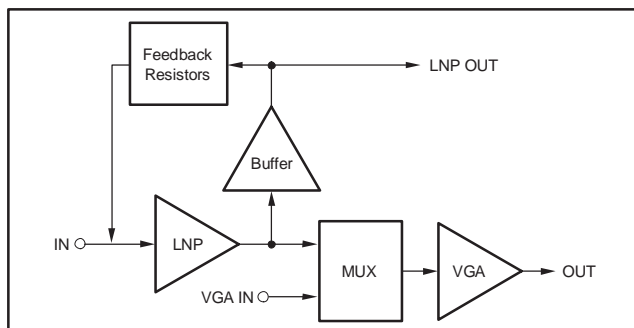 Feedback
Resistors
LNP OUT
Buffer
IN
LNP
MUX
VGA
OUT
VGA IN